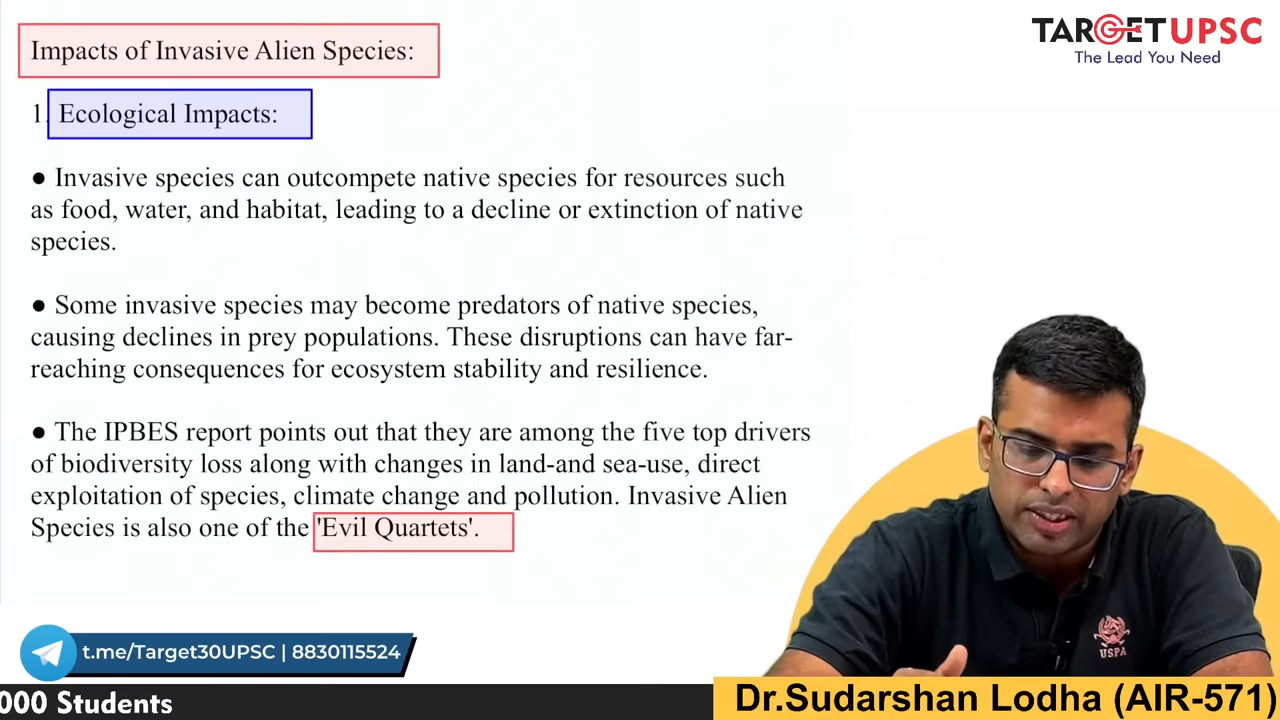 TARGET UPSC
The Lead You Need
Impacts of Invasive Alien Species:
1. Ecological Impacts:
● Invasive species can outcompete native species for resources such
as food, water, and habitat, leading to a decline or extinction of native
species.
● Some invasive species may become predators of native species,
causing declines in prey populations. These disruptions can have far-
reaching consequences for ecosystem stability and resilience.
● The IPBES report points out that they are among the five top drivers
of biodiversity loss along with changes in land-and sea-use, direct
exploitation of species, climate change and pollution. Invasive Alien
Species is also one of the 'Evil Quartets'.
USPA
t.me/Target30UPSC | 8830115524
000 Students
Dr.Sudarshan Lodha (AIR-571)